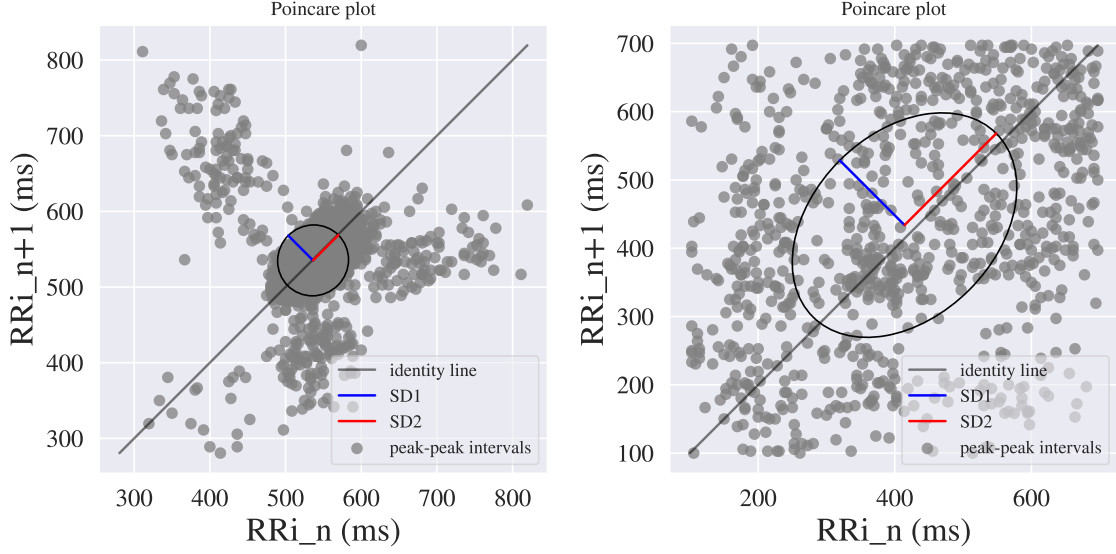 Poincare plot
RRi_n+1 (ms)
800
700
600
500
400
300
identity line
SD1
SD2
peak-peak intervals
300 400 500 600 700 800
RRi_n (ms)
Poincare plot
RRi_n+1 (ms)
700
600
500
400
300
200
100
identity line
SD1
SD2
peak-peak intervals
200 400 600
RRi_n (ms)